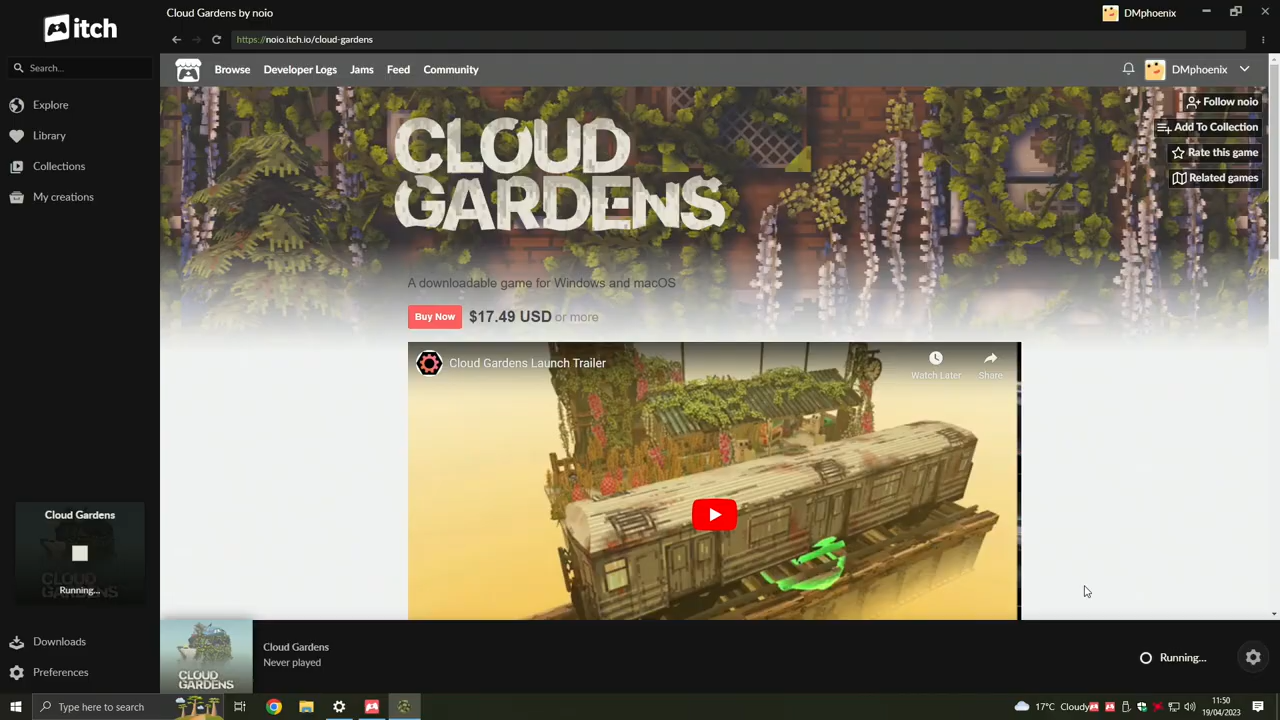 Cloud Gardens by noio
DMphoenix
itch
https://noio.itch.io/cloud-gardens
Search...
Browse
Developer Logs
Jams
Feed
Community
DMphoenix
Explore
Library
Collections
My creations
Follow noio
Add To Collection
Rate this game
Related games
CLOUD
GARDENS
A downloadable game for Windows and macOS
Buy Now
$17.49 USD or more
Cloud Gardens Launch Trailer
Watch Later
Share
Cloud Gardens
CLOUD
GARDENS
Running...
Downloads
Preferences
CLOUD
GARDENS
Cloud Gardens
Never played
Running...
Type here to search
17°C Cloudy
11:50
19/04/2023